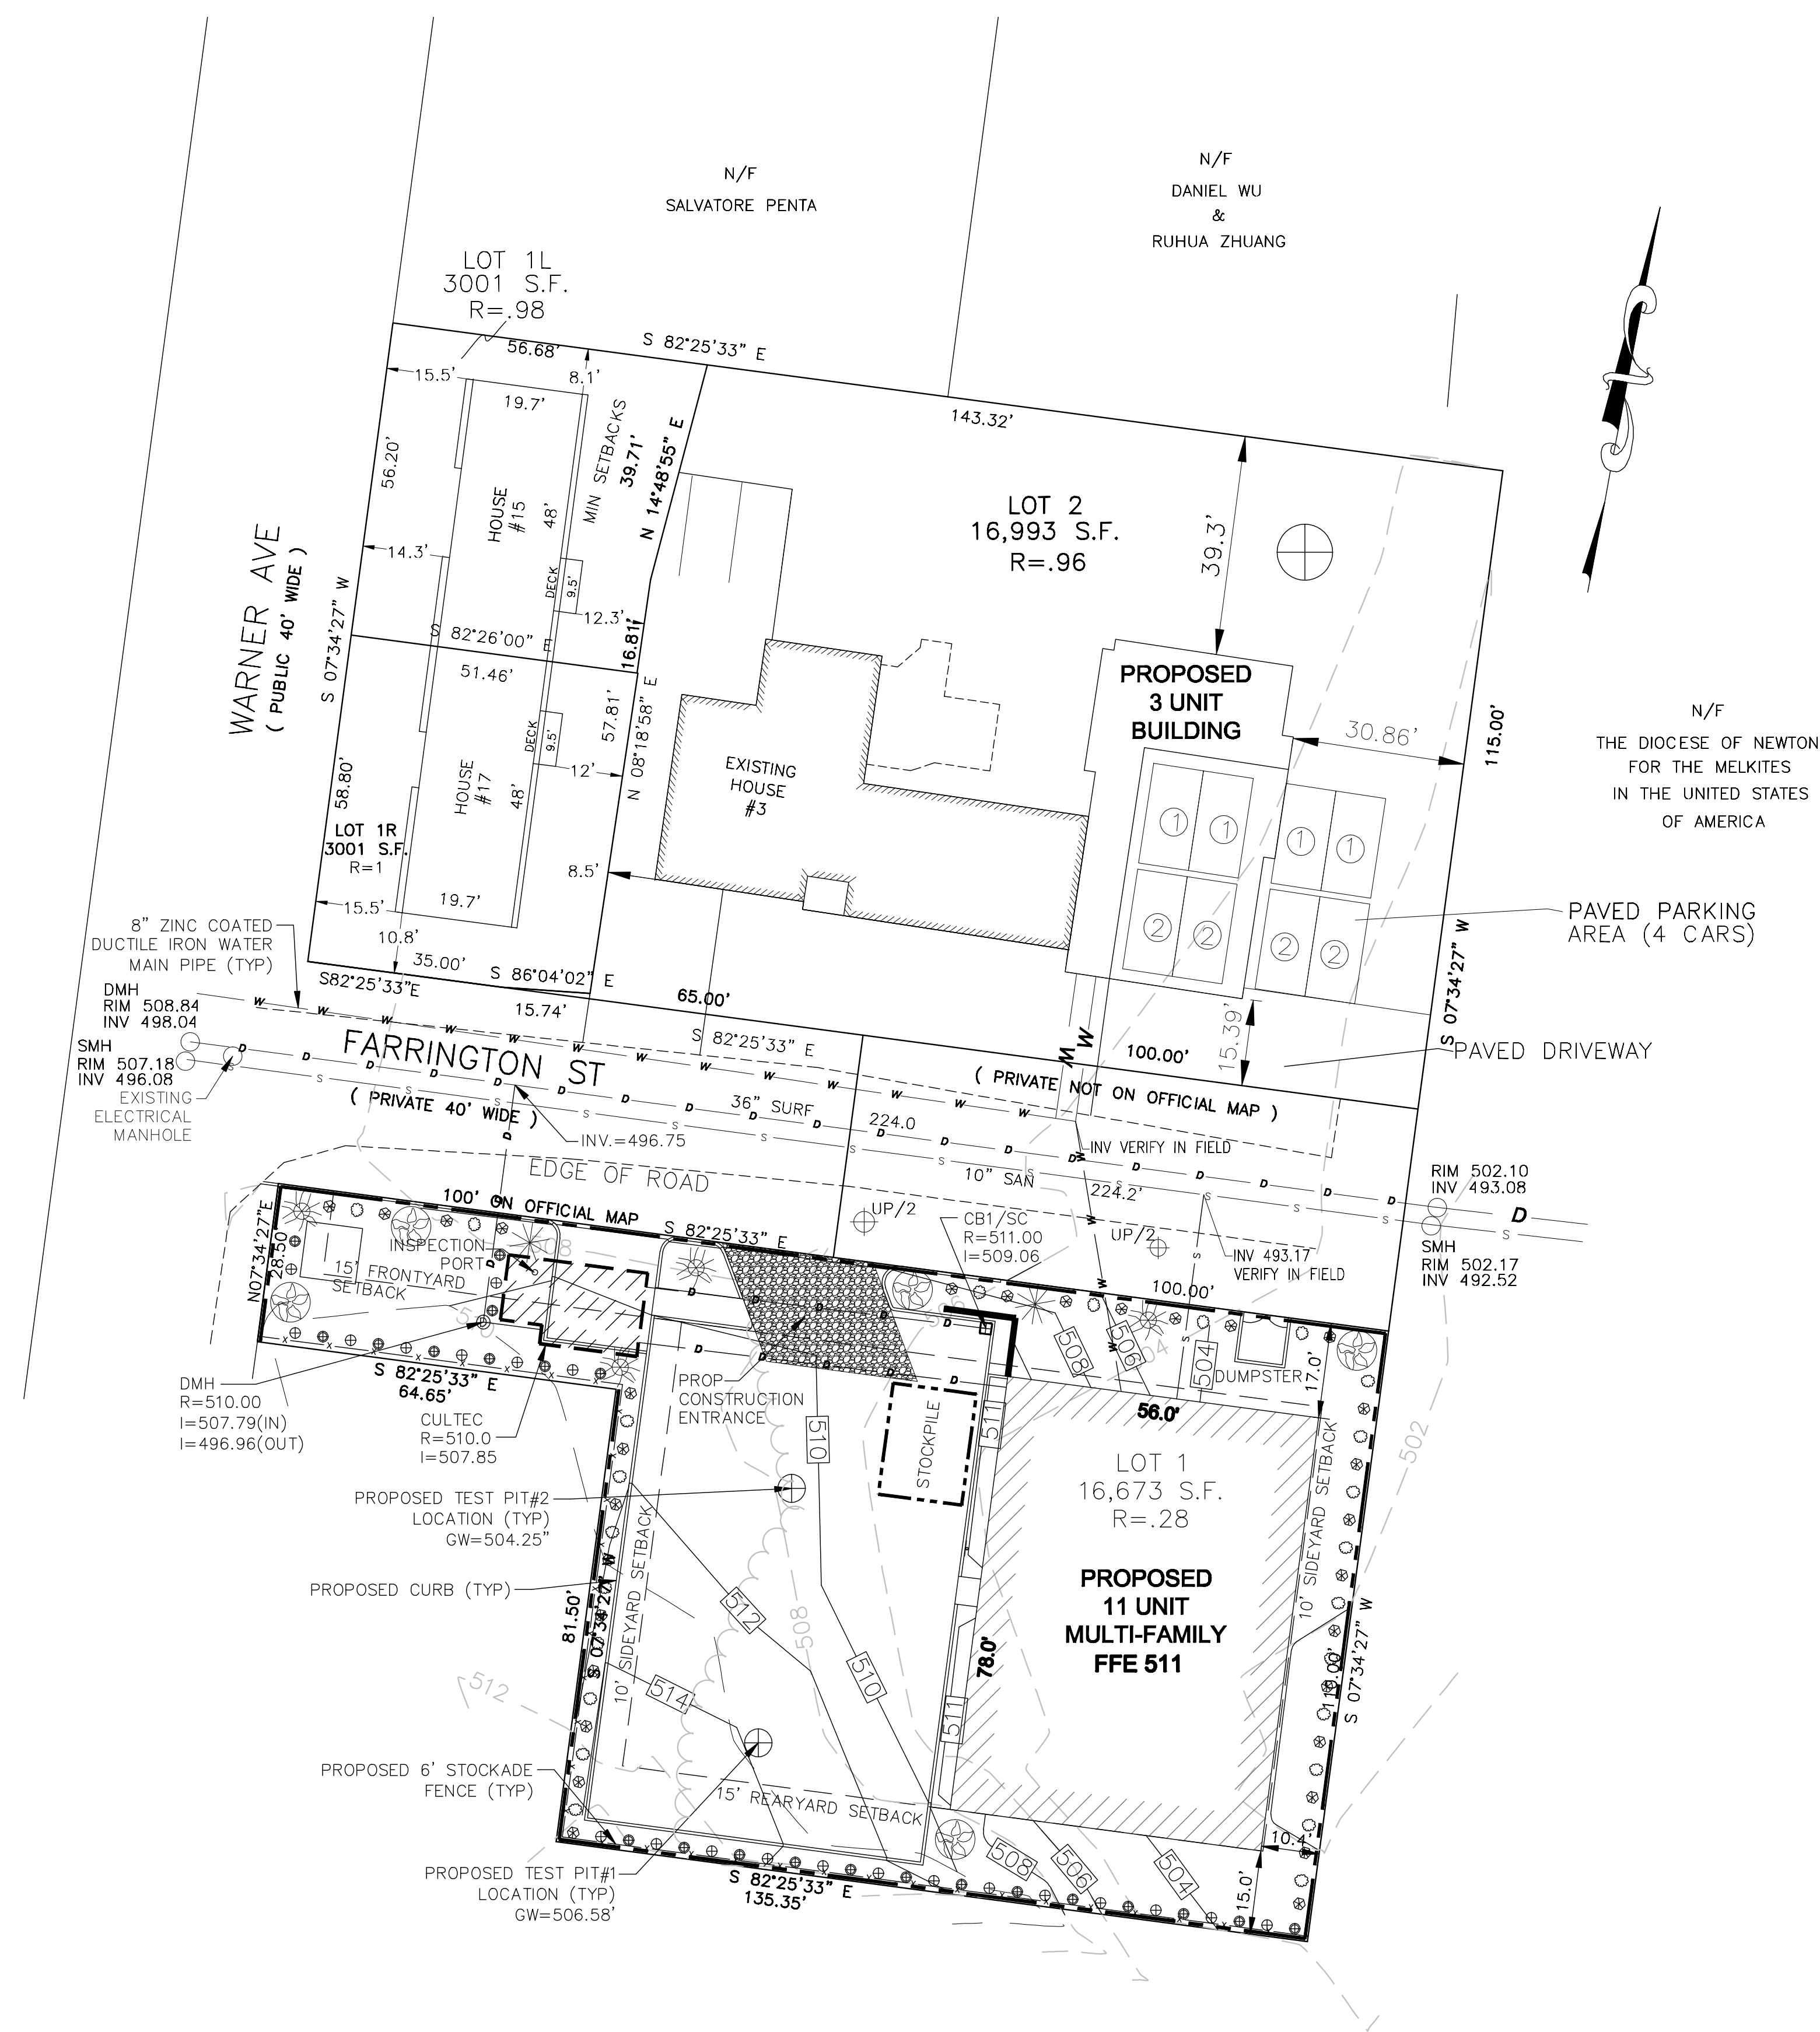 N/F
SALVATORE PENTA
N/F
DANIEL WU
&
RUHUA ZHUANG
LOT 1L
3001 S.F.
R=.98
56.68'
S 82°25'33" E
143.32'
15.5'
8.1'
19.7'
56.20'
HOUSE
#15
48'
MIN SETBACKS
39.71'
N 14°48'55" E
14.3'
DECK
9.5'
12.3'
16.81'
S 82°26'00" E
51.46'
WARNER AVE
( PUBLIC 40' WIDE )
S 07°34'27" W
LOT 2
16,993 S.F.
R=.96
39.3'
PROPOSED
3 UNIT
BUILDING
30.86'
115.00'
N/F
THE DIOCESE OF NEWTON
FOR THE MELKITES
IN THE UNITED STATES
OF AMERICA
57.81'
N 08°18'58" E
DECK
9.5'
12'
HOUSE
#17
48'
58.80'
LOT 1R
3001 S.F.
R=1
EXISTING
HOUSE
#3
8.5'
1
1
1
1
2
2
2
2
PAVED PARKING
AREA (4 CARS)
S 07°34'27" W
15.5'
19.7'
10.8'
35.00'
S82°25'33"E
S 86°04'02" E
15.74'
65.00'
S 82°25'33" E
100.00'
15.39'
PAVED DRIVEWAY
8" ZINC COATED
DUCTILE IRON WATER
MAIN PIPE (TYP)
DMH
RIM 508.84
INV 498.04
SMH
RIM 507.18
INV 496.08
EXISTING
ELECTRICAL
MANHOLE
FARRINGTON ST
( PRIVATE 40' WIDE )
( PRIVATE NOT ON OFFICIAL MAP )
36" SURF
224.0
INV.=496.75
INV VERIFY IN FIELD
10" SAN
224.2'
EDGE OF ROAD
RIM 502.10
INV 493.08
SMH
RIM 502.17
INV 492.52
UP/2
UP/2
CB1/SC
R=511.00
I=509.06
INV 493.17
VERIFY IN FIELD
100' ON OFFICIAL MAP
S 82°25'33" E
100.00'
N07°34'27"E
28.50'
INSPECTION
PORT
15' FRONTYARD
SETBACK
508
508
506
504
504
DUMPSTER
17.0'
S 82°25'33" E
64.65'
DMH
R=510.00
I=507.79(IN)
I=496.96(OUT)
CULTEC
R=510.0
I=507.85
PROP
CONSTRUCTION
ENTRANCE
510
STOCKPILE
511
56.0'
LOT 1
16,673 S.F.
R=.28
502
10' SIDEYARD SETBACK
PROPOSED TEST PIT#2
LOCATION (TYP)
GW=504.25"
PROPOSED CURB (TYP)
81.50'
S 07°34'27" W
10' SIDEYARD SETBACK
512
508
510
514
512
78.0'
511
PROPOSED
11 UNIT
MULTI-FAMILY
FFE 511
110.00'
S 07°34'27" W
PROPOSED 6' STOCKADE
FENCE (TYP)
15' REARYARD SETBACK
PROPOSED TEST PIT#1
LOCATION (TYP)
GW=506.58'
S 82°25'33" E
135.35'
508
506
504
10.4'
15.0'